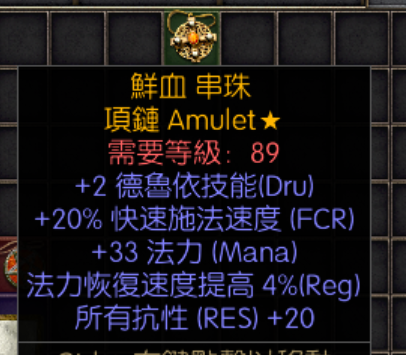 鮮血 串珠
項鏈 Amulet★
需要等級: 89
+2 德魯依技能(Dru)
+20% 快速施法速度 (FCR)
+33 法力 (Mana)
法力恢復速度提高 4%(Reg)
所有抗性 (RES) +20